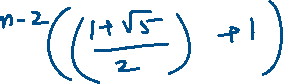 n-2 (((1+√5)/2) + 1)